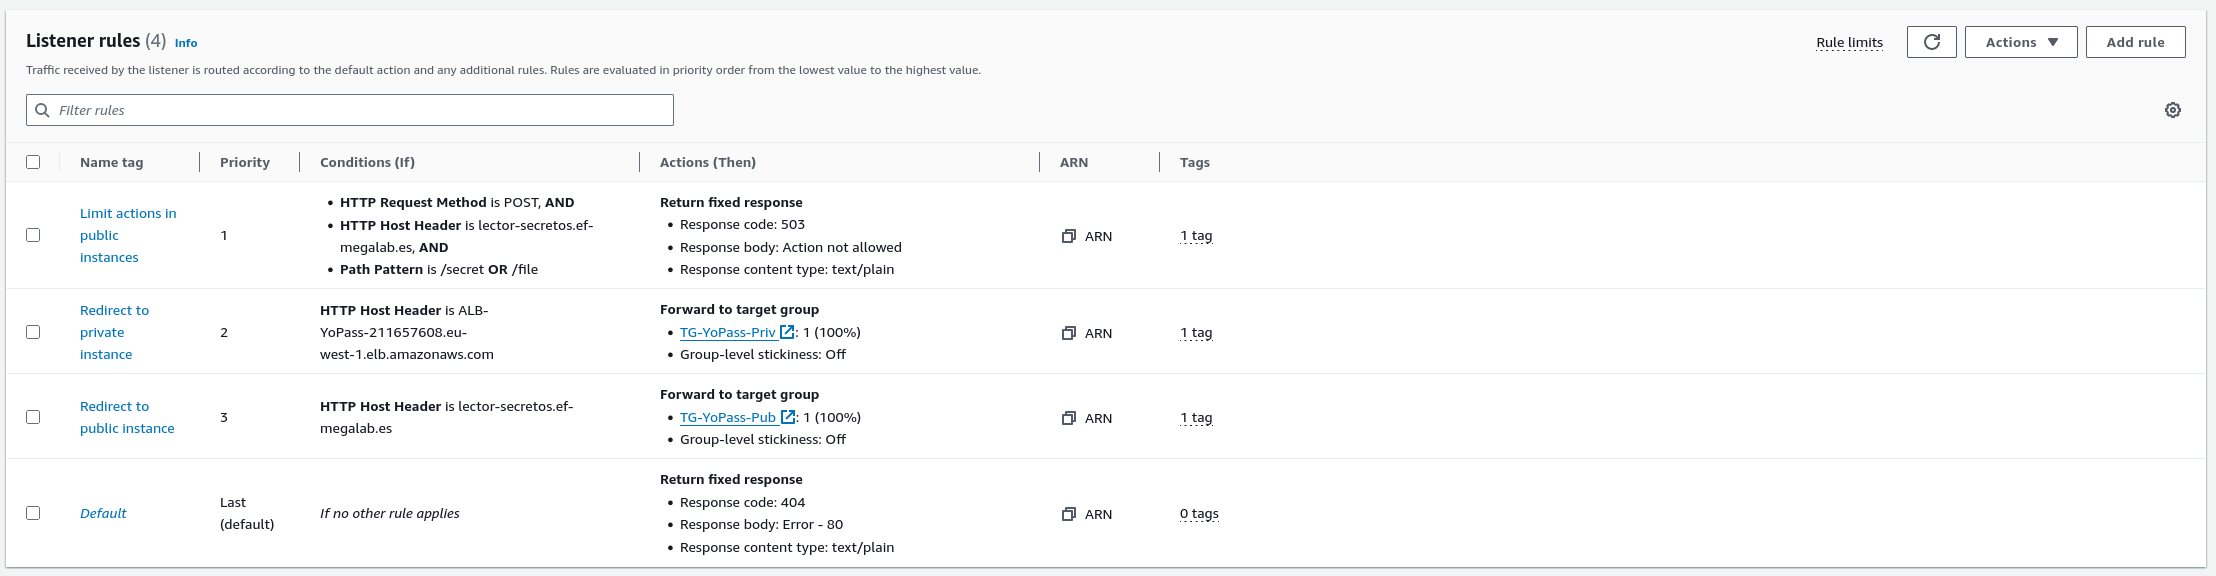 Listener rules (4) Info
Rule limits
Actions
Add rule
Traffic received by the listener is routed according to the default action and any additional rules. Rules are evaluated in priority order from the lowest value to the highest value.
Filter rules
Name tag
Priority
Conditions (If)
Actions (Then)
ARN
Tags
Limit actions in
public
instances
1
• HTTP Request Method is POST, AND
• HTTP Host Header is lector-secretos.ef-
megalab.es, AND
• Path Pattern is /secret OR /file
Return fixed response
• Response code: 503
• Response body: Action not allowed
• Response content type: text/plain
ARN
1 tag
Redirect to
private
instance
2
HTTP Host Header is ALB-
YoPass-211657608.eu-
west-1.elb.amazonaws.com
Forward to target group
• TG-YoPass-Priv : 1 (100%)
• Group-level stickiness: Off
ARN
1 tag
Redirect to
public instance
3
HTTP Host Header is lector-secretos.ef-
megalab.es
Forward to target group
• TG-YoPass-Pub : 1 (100%)
• Group-level stickiness: Off
ARN
1 tag
Default
Last
(default)
If no other rule applies
Return fixed response
• Response code: 404
• Response body: Error - 80
• Response content type: text/plain
ARN
0 tags